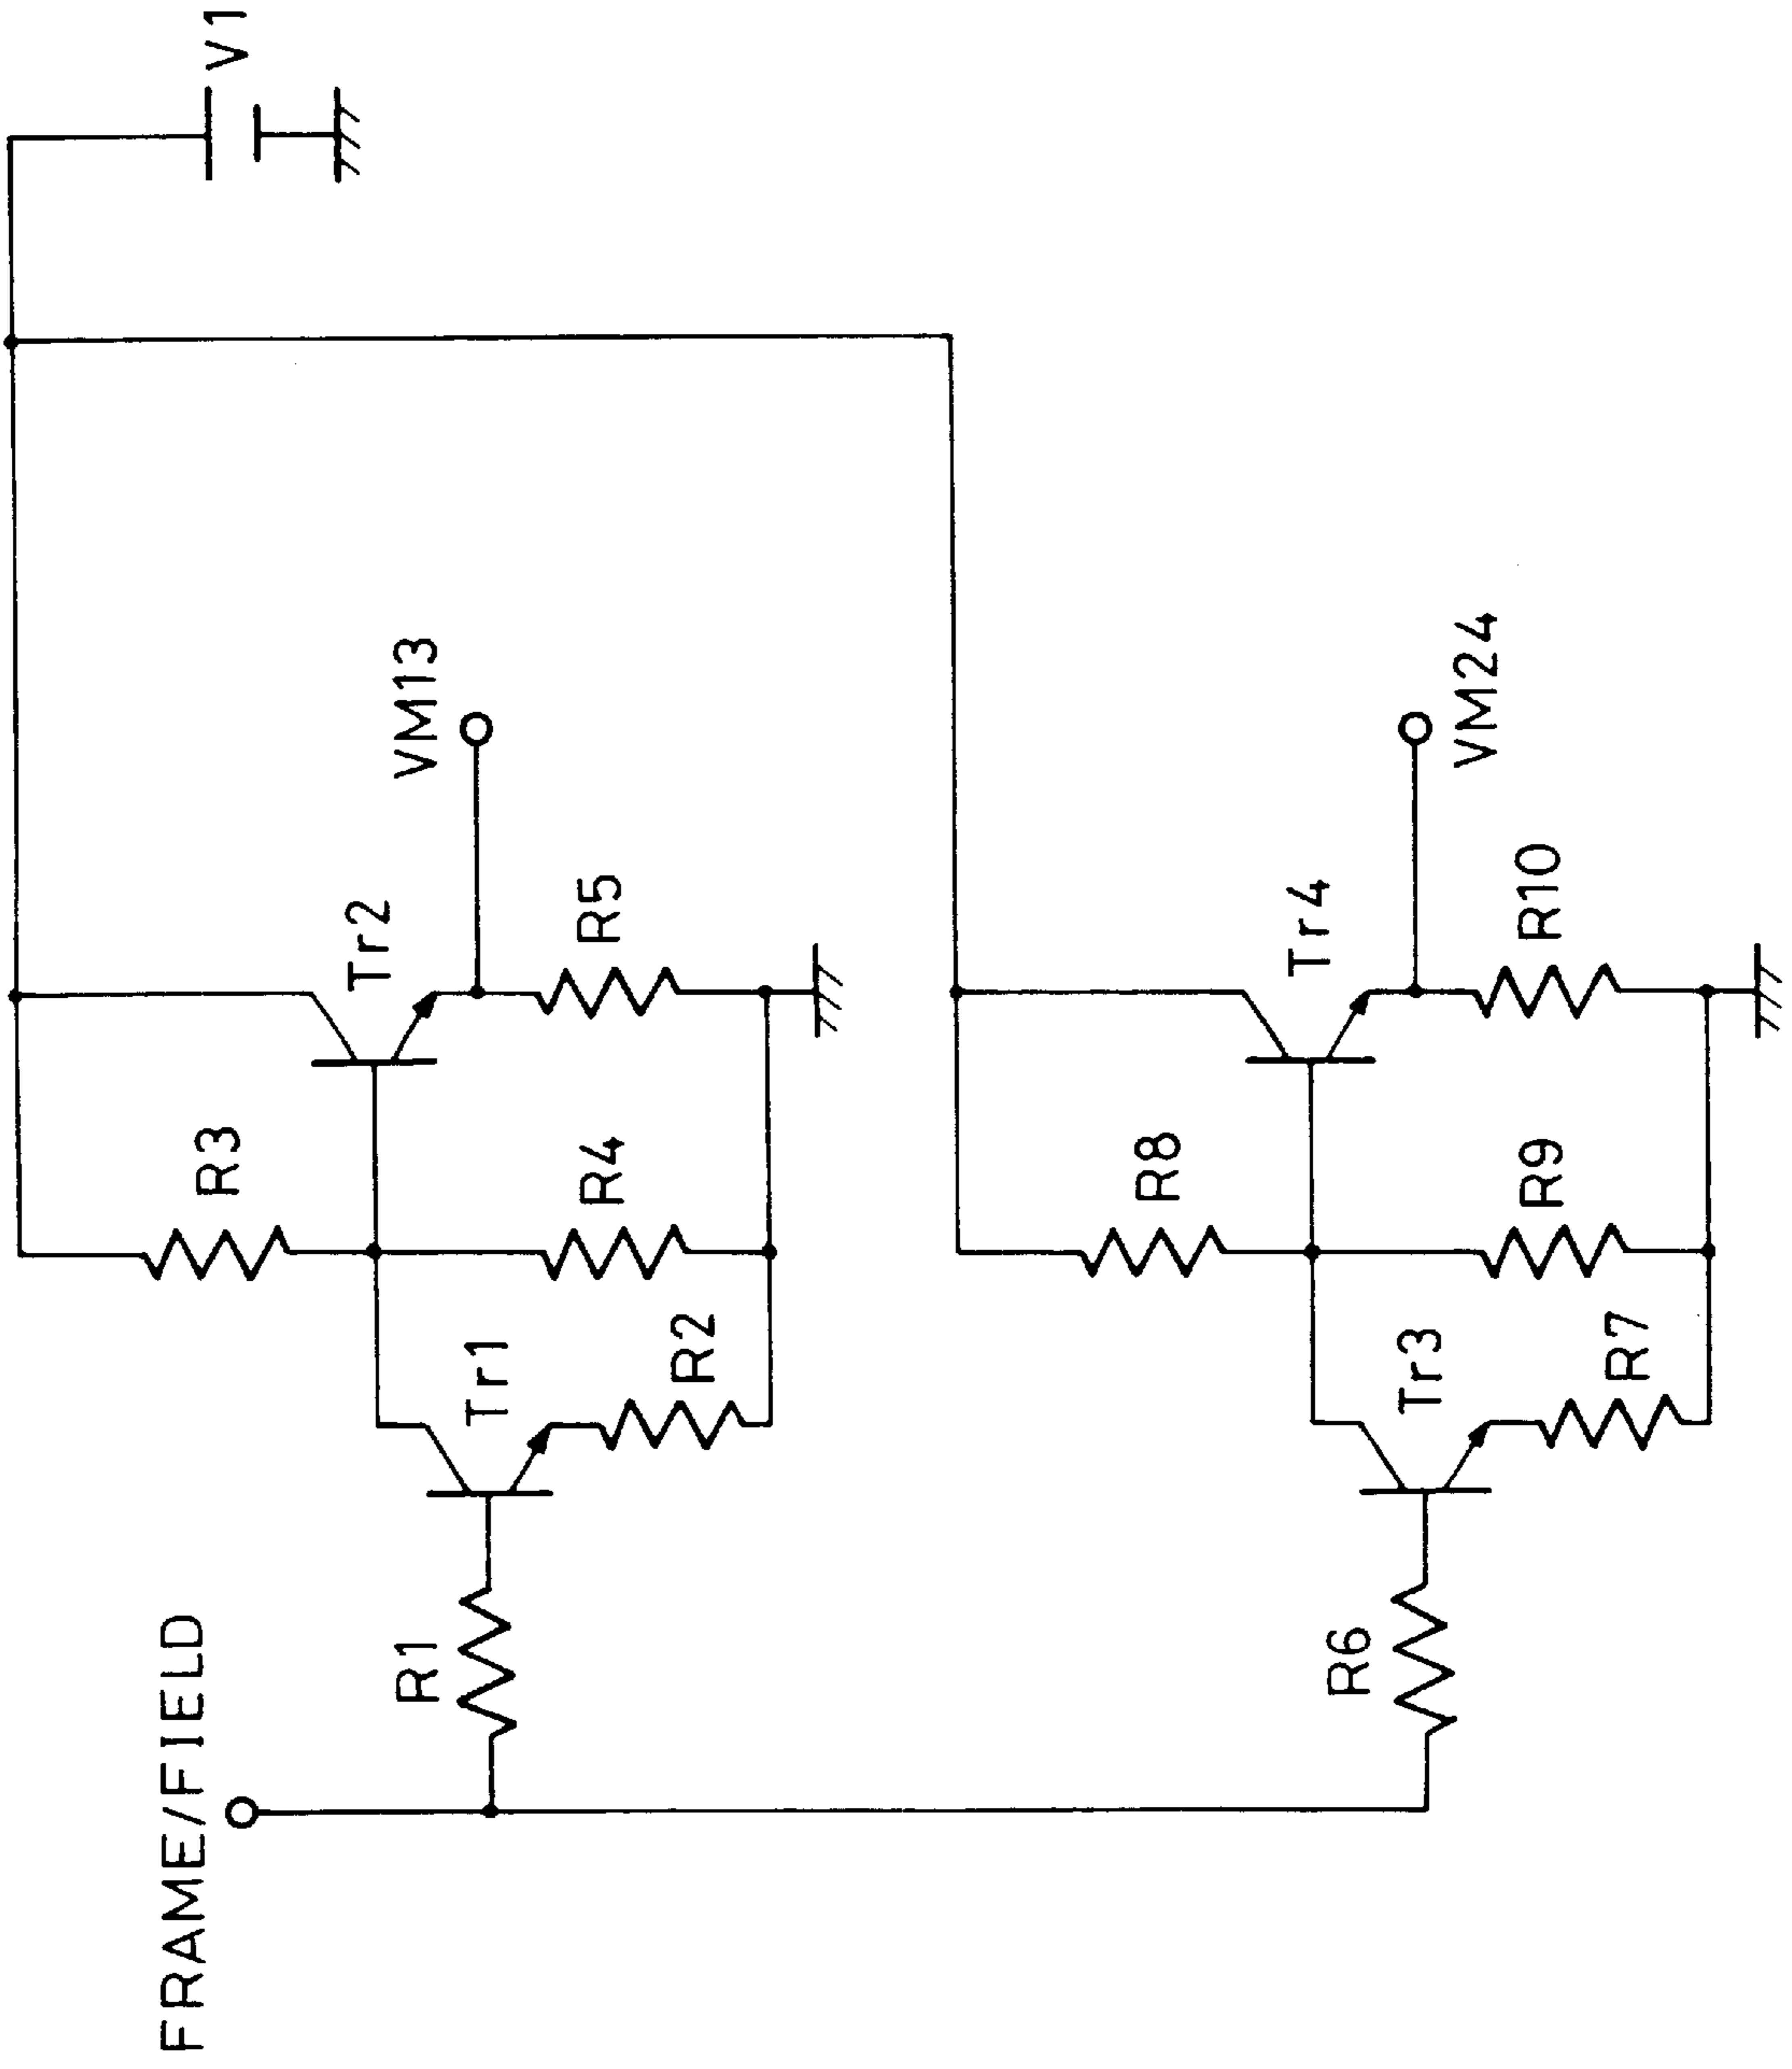 FRAME/FIELD
R1
Tr1
R2
R3
R4
Tr2
R5
VM13
V1
R6
Tr3
R7
R8
R9
Tr4
R10
VM24